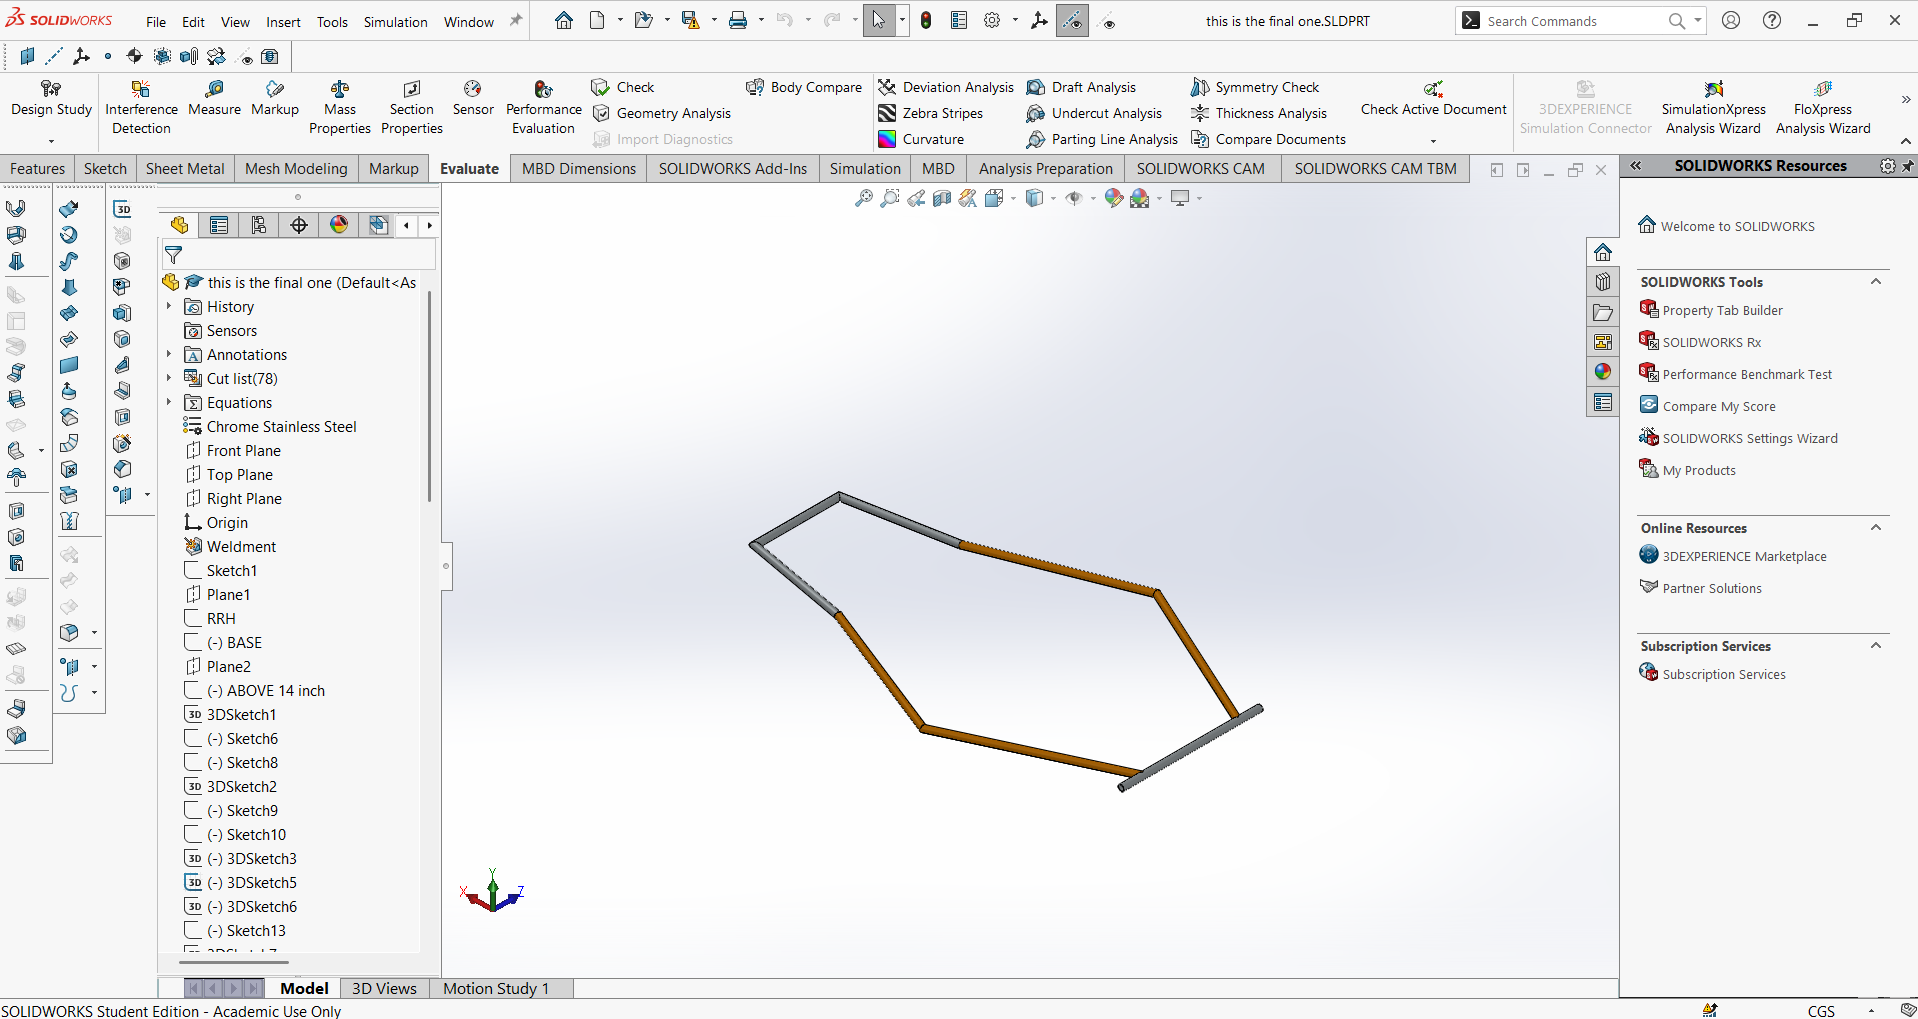 SOLIDWORKS
File Edit View Insert Tools Simulation Window
this is the final one.SLDPRT
Search Commands
Design Study
Interference Detection
Measure
Markup
Mass Properties
Section Properties
Sensor
Performance Evaluation
Check
Geometry Analysis
Import Diagnostics
Body Compare
Deviation Analysis
Zebra Stripes
Curvature
Draft Analysis
Undercut Analysis
Parting Line Analysis
Symmetry Check
Thickness Analysis
Compare Documents
Check Active Document
3DEXPERIENCE
Simulation Connector
SimulationXpress
Analysis Wizard
FloXpress
Analysis Wizard
Features Sketch Sheet Metal Mesh Modeling Markup Evaluate MBD Dimensions SOLIDWORKS Add-Ins Simulation MBD Analysis Preparation SOLIDWORKS CAM SOLIDWORKS CAM TBM
3D
this is the final one (Default<As
History
Sensors
Annotations
Cut list(78)
Equations
Chrome Stainless Steel
Front Plane
Top Plane
Right Plane
Origin
Weldment
Sketch1
Plane1
RRH
(-) BASE
Plane2
(-) ABOVE 14 inch
3D 3DSketch1
(-) Sketch6
(-) Sketch8
3D 3DSketch2
(-) Sketch9
(-) Sketch10
3D (-) 3DSketch3
3D (-) 3DSketch5
3D (-) 3DSketch6
(-) Sketch13
X Y Z
SOLIDWORKS Resources
Welcome to SOLIDWORKS
SOLIDWORKS Tools
Property Tab Builder
SOLIDWORKS Rx
Performance Benchmark Test
Compare My Score
SOLIDWORKS Settings Wizard
My Products
Online Resources
3DEXPERIENCE Marketplace
Partner Solutions
Subscription Services
Subscription Services
Model 3D Views Motion Study 1
SOLIDWORKS Student Edition - Academic Use Only
CGS